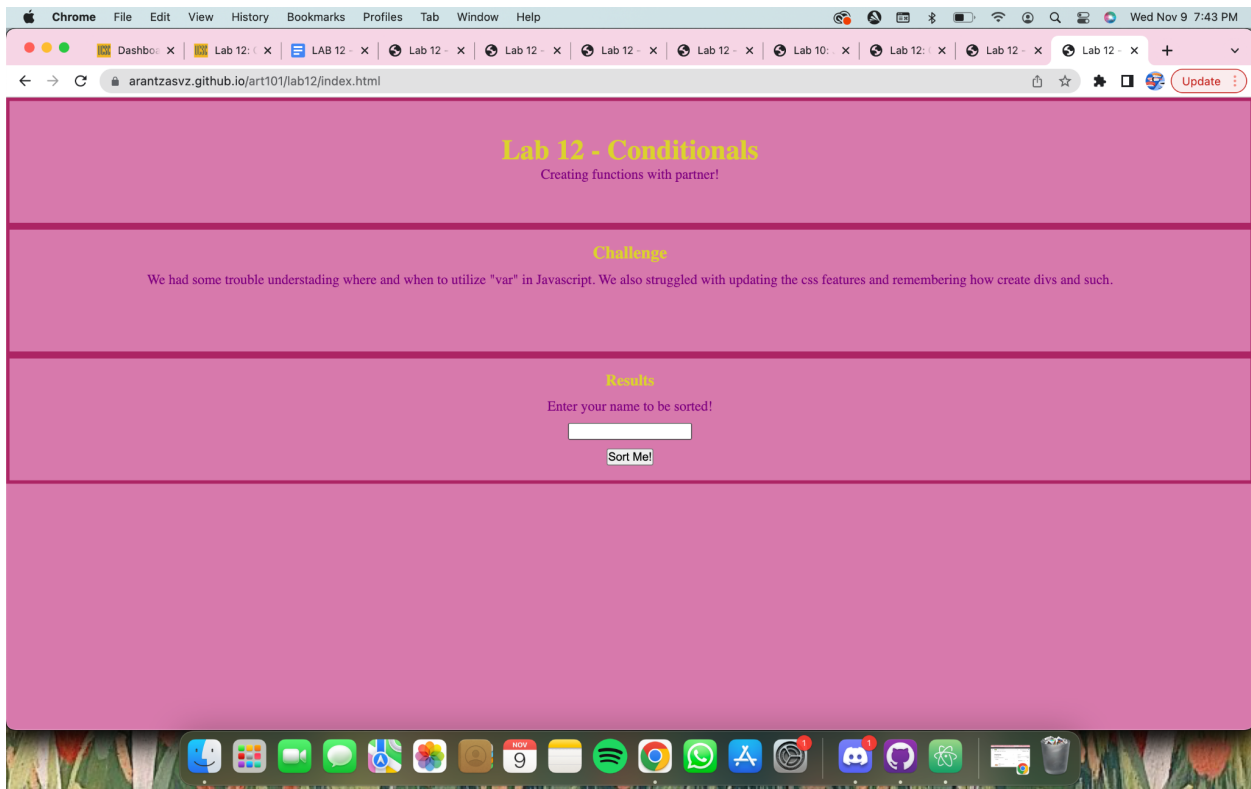 Chrome File Edit View History Bookmarks Profiles Tab Window Help Wed Nov 9 7:43 PM
Dashboa Lab 12: ( LAB 12 - Lab 12 - Lab 12 - Lab 12 - Lab 12 - Lab 10: . Lab 12: ( Lab 12 - Lab 12 -
arantzasvz.github.io/art101/lab12/index.html Update
Lab 12 - Conditionals
Creating functions with partner!
Challenge
We had some trouble understading where and when to utilize "var" in Javascript. We also struggled with updating the css features and remembering how create divs and such.
Results
Enter your name to be sorted!
Sort Me!
NOV
9
1
1